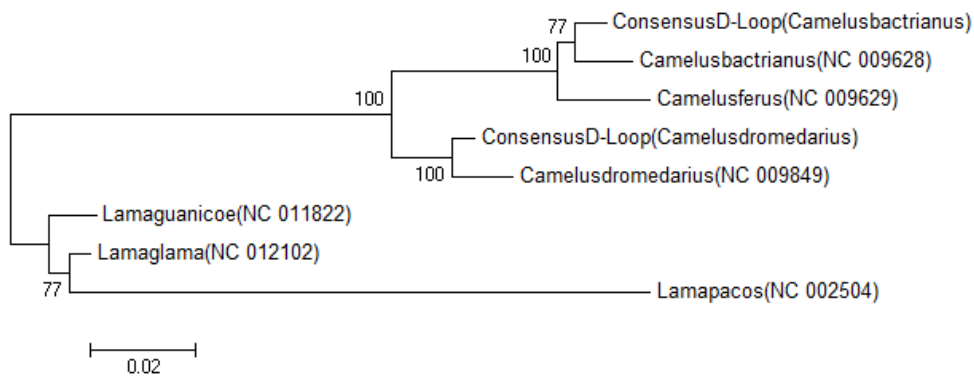 77
ConsensusD-Loop(Camelusbactrianus)
100
Camelusbactrianus(NC 009628)
100
Camelusferus(NC 009629)
ConsensusD-Loop(Camelusdromedarius)
100
Camelusdromedarius(NC 009849)
Lamaguanicoe(NC 011822)
Lamaglama(NC 012102)
77
Lamapacos(NC 002504)
0.02